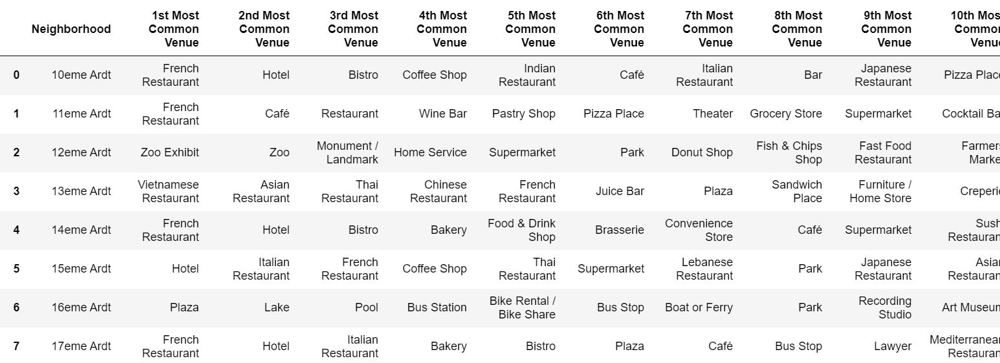 Neighborhood 1st Most Common Venue 2nd Most Common Venue 3rd Most Common Venue 4th Most Common Venue 5th Most Common Venue 6th Most Common Venue 7th Most Common Venue 8th Most Common Venue 9th Most Common Venue 10th Mos Commo Venu
0 10eme Ardt French Restaurant Hotel Bistro Coffee Shop Indian Restaurant Café Italian Restaurant Bar Japanese Restaurant Pizza Plac
1 11eme Ardt French Restaurant Café Restaurant Wine Bar Pastry Shop Pizza Place Theater Grocery Store Supermarket Cocktail Ba
2 12eme Ardt Zoo Exhibit Zoo Monument / Landmark Home Service Supermarket Park Donut Shop Fish & Chips Shop Fast Food Restaurant Farmers Marke
3 13eme Ardt Vietnamese Restaurant Asian Restaurant Thai Restaurant Chinese Restaurant French Restaurant Juice Bar Plaza Sandwich Place Furniture / Home Store Creperie
4 14eme Ardt French Restaurant Hotel Bistro Bakery Food & Drink Shop Brasserie Convenience Store Café Supermarket Sush Restauran
5 15eme Ardt Hotel Italian Restaurant French Restaurant Coffee Shop Thai Restaurant Supermarket Lebanese Restaurant Park Japanese Restaurant Asian Restauran
6 16eme Ardt Plaza Lake Pool Bus Station Bike Rental / Bike Share Bus Stop Boat or Ferry Park Recording Studio Art Museum
7 17eme Ardt French Restaurant Hotel Italian Restaurant Bakery Bistro Plaza Café Bus Stop Lawyer Mediterranean Restauran